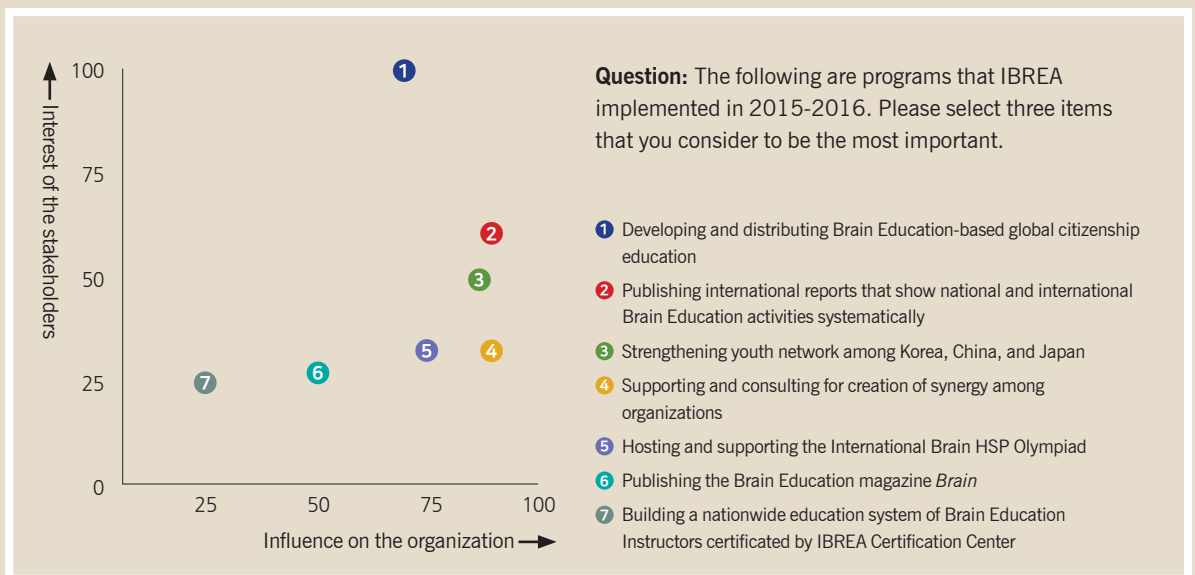 Interest of the stakeholders
100
75
50
25
0
1
2
3
4
5
6
7
25
50
75
100
Influence on the organization
Question: The following are programs that IBREA
implemented in 2015-2016. Please select three items
that you consider to be the most important.
1 Developing and distributing Brain Education-based global citizenship
education
2 Publishing international reports that show national and international
Brain Education activities systematically
3 Strengthening youth network among Korea, China, and Japan
4 Supporting and consulting for creation of synergy among
organizations
5 Hosting and supporting the International Brain HSP Olympiad
6 Publishing the Brain Education magazine Brain
7 Building a nationwide education system of Brain Education
Instructors certificated by IBREA Certification Center